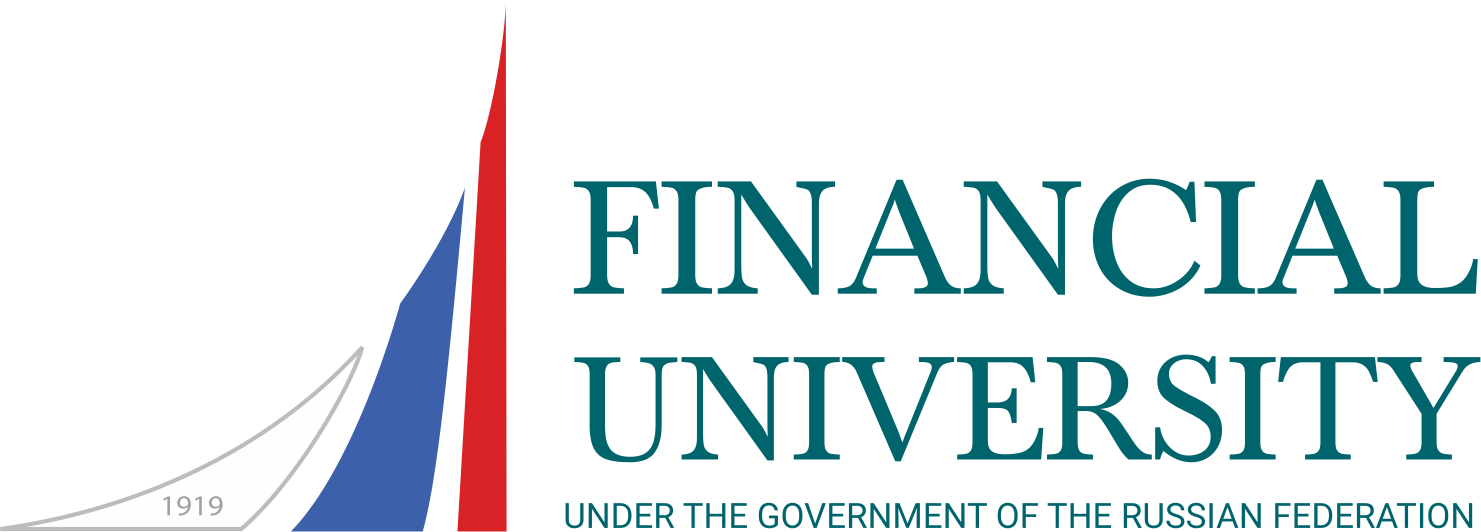 FINANCIAL
UNIVERSITY
1919
UNDER THE GOVERNMENT OF THE RUSSIAN FEDERATION